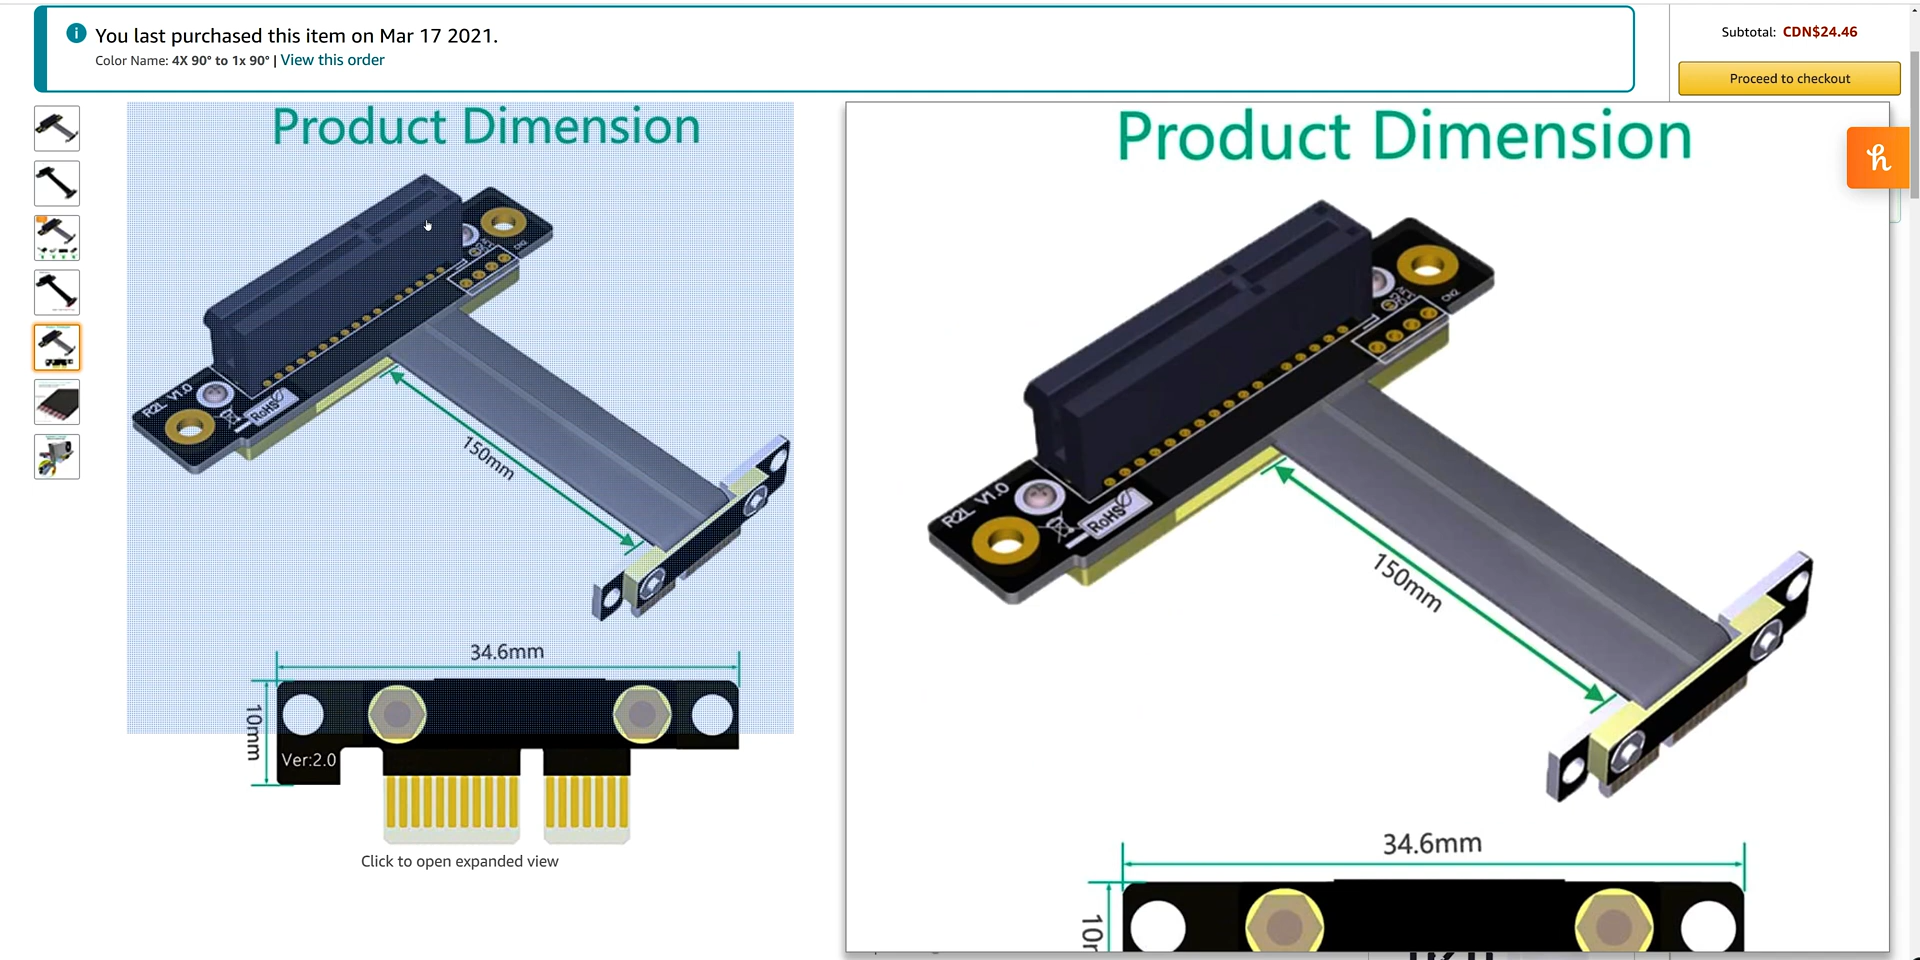 You last purchased this item on Mar 17 2021.
Color Name: 4X 90° to 1x 90° | View this order
Subtotal: CDN$24.46
Proceed to checkout
Product Dimension
R2L V1.0
RoHS
CN2
150mm
34.6mm
10mm
Ver:2.0
Click to open expanded view
Product Dimension
R2L V1.0
RoHS
CN2
150mm
34.6mm